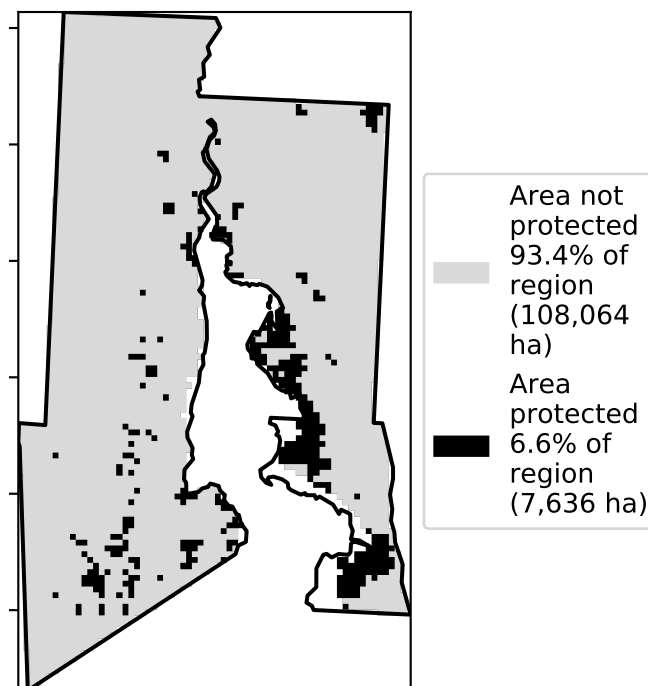 Area not
protected
93.4% of
region
(108,064
ha)
Area
protected
6.6% of
region
(7,636 ha)